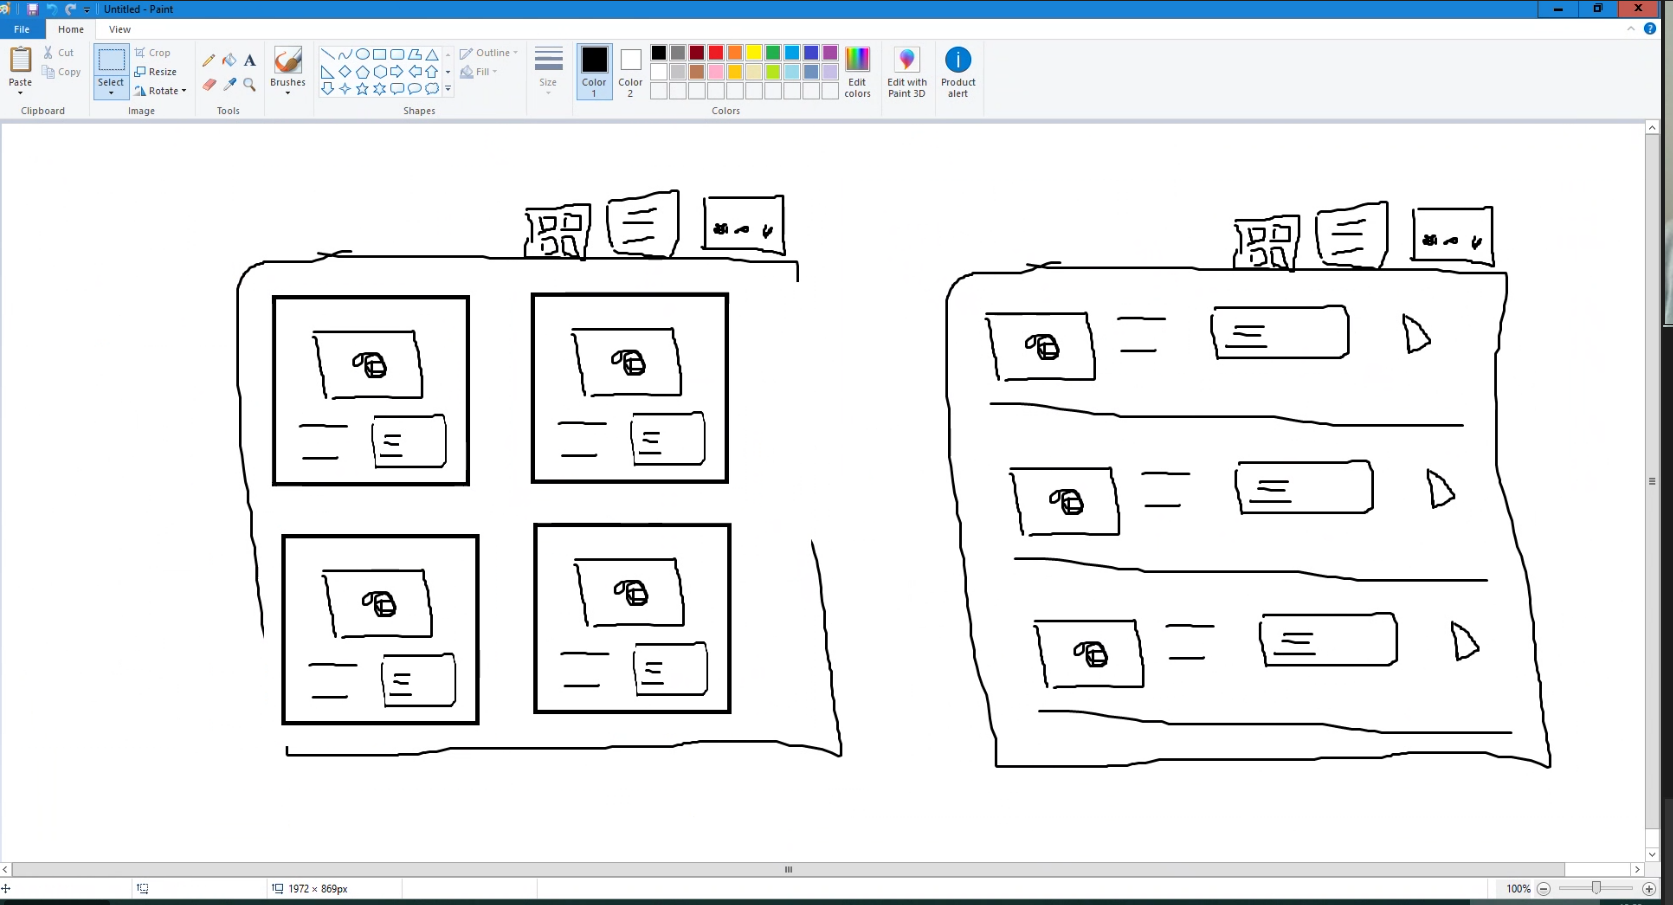 Untitled - Paint
File
Home
View
Paste
Cut
Copy
Clipboard
Select
Crop
Resize
Rotate
Image
A
Tools
Brushes
Shapes
Outline
Fill
Size
Color 1
Color 2
Colors
Edit colors
Edit with Paint 3D
Product alert
1972 × 869px
100%